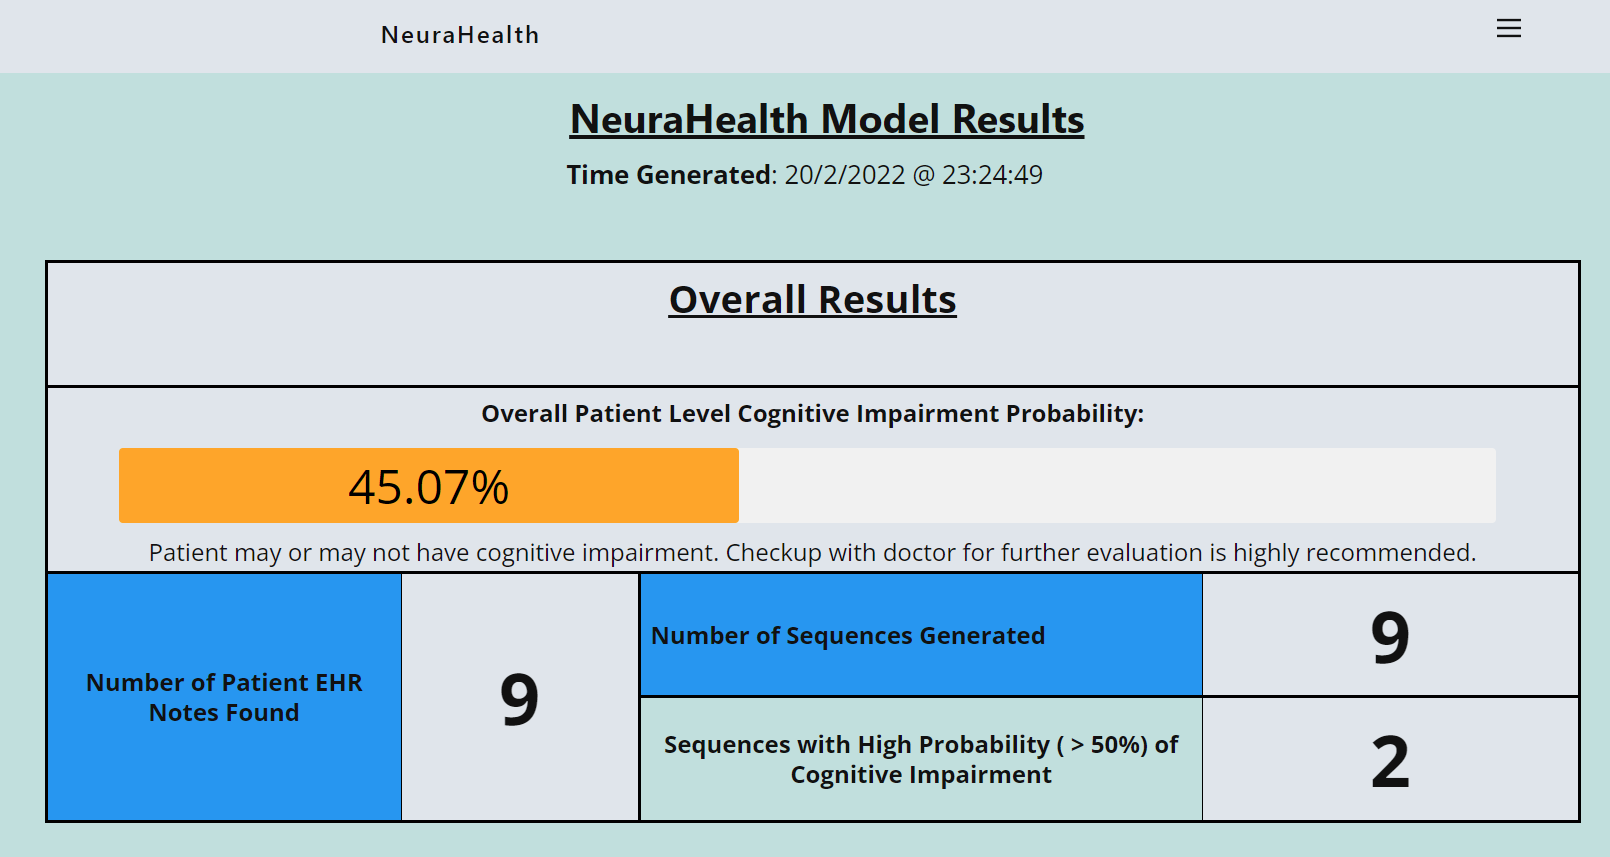 NeuraHealth
NeuraHealth Model Results
Time Generated: 20/2/2022 @ 23:24:49
Overall Results
Overall Patient Level Cognitive Impairment Probability:
45.07%
Patient may or may not have cognitive impairment. Checkup with doctor for further evaluation is highly recommended.
Number of Patient EHR
Notes Found
9
Number of Sequences Generated
9
Sequences with High Probability ( > 50%) of
Cognitive Impairment
2